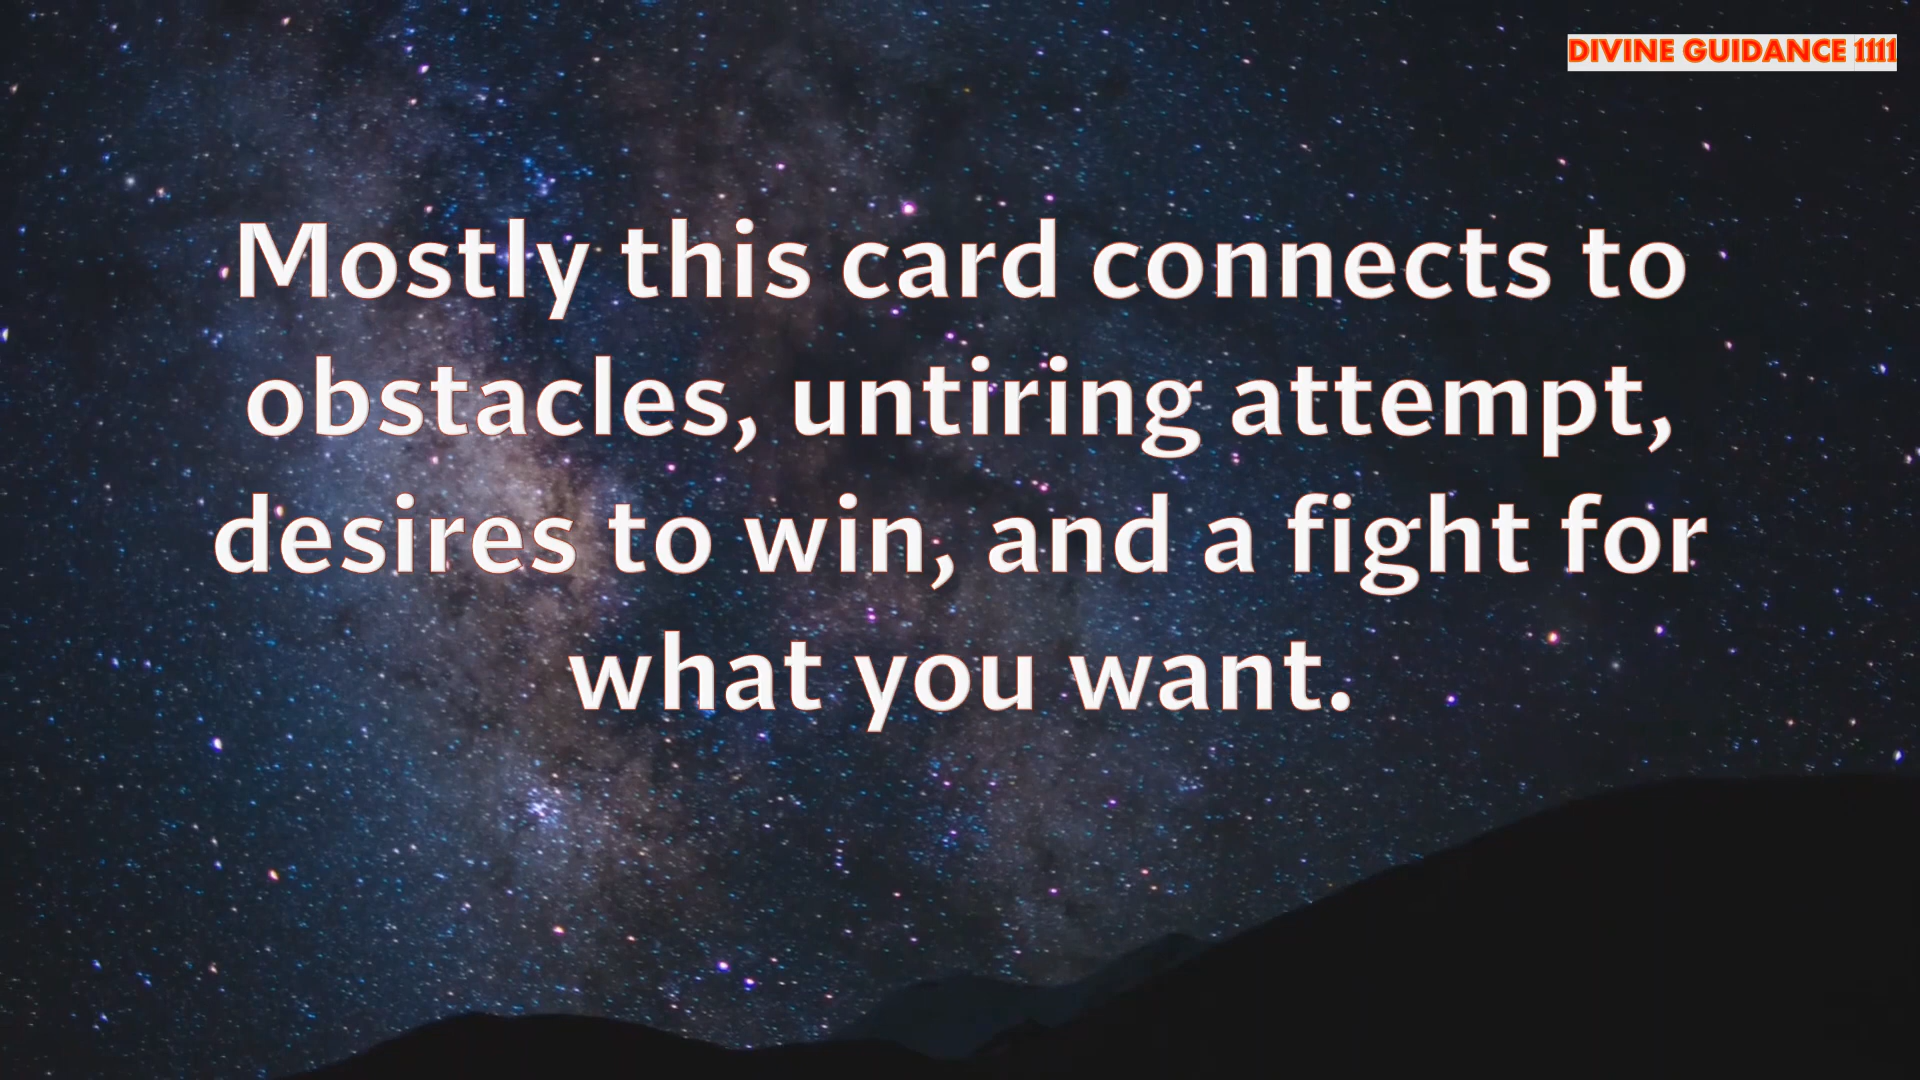 DIVINE GUIDANCE 1111
Mostly this card connects to
obstacles, untiring attempt,
desires to win, and a fight for
what you want.